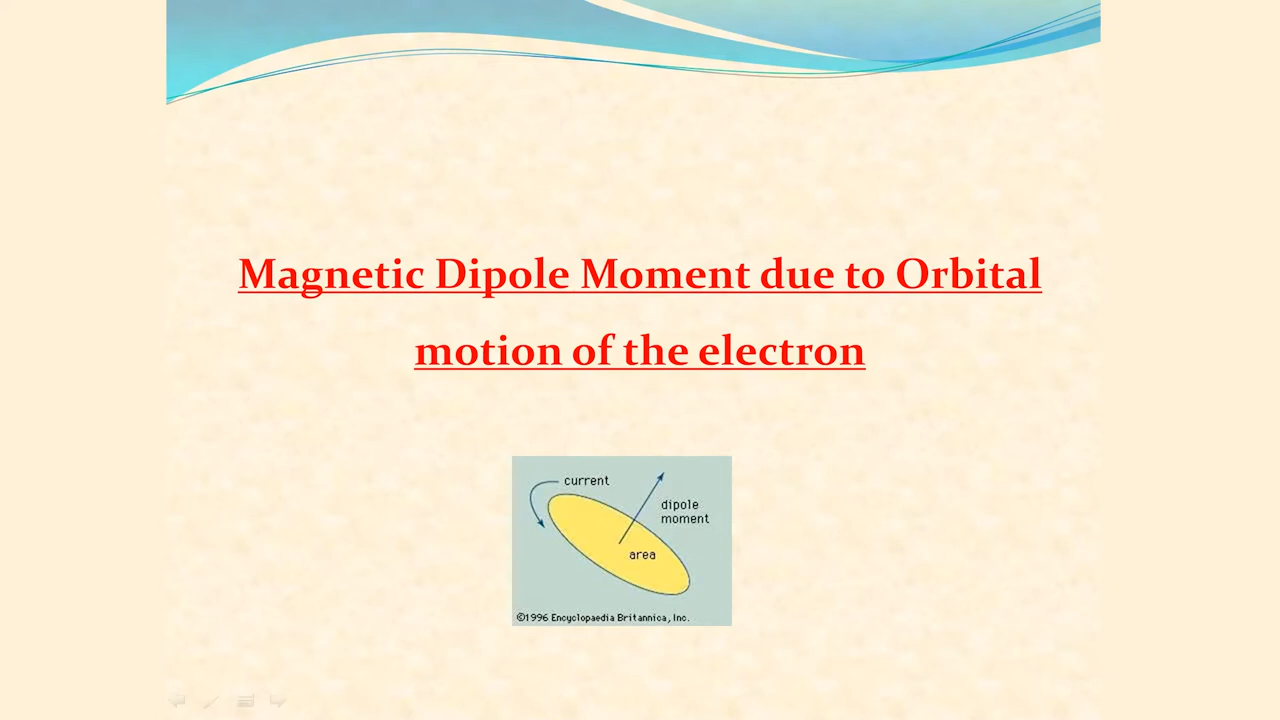 Magnetic Dipole Moment due to Orbital
motion of the electron
current
dipole
moment
area
©1996 Encyclopaedia Britannica, Inc.